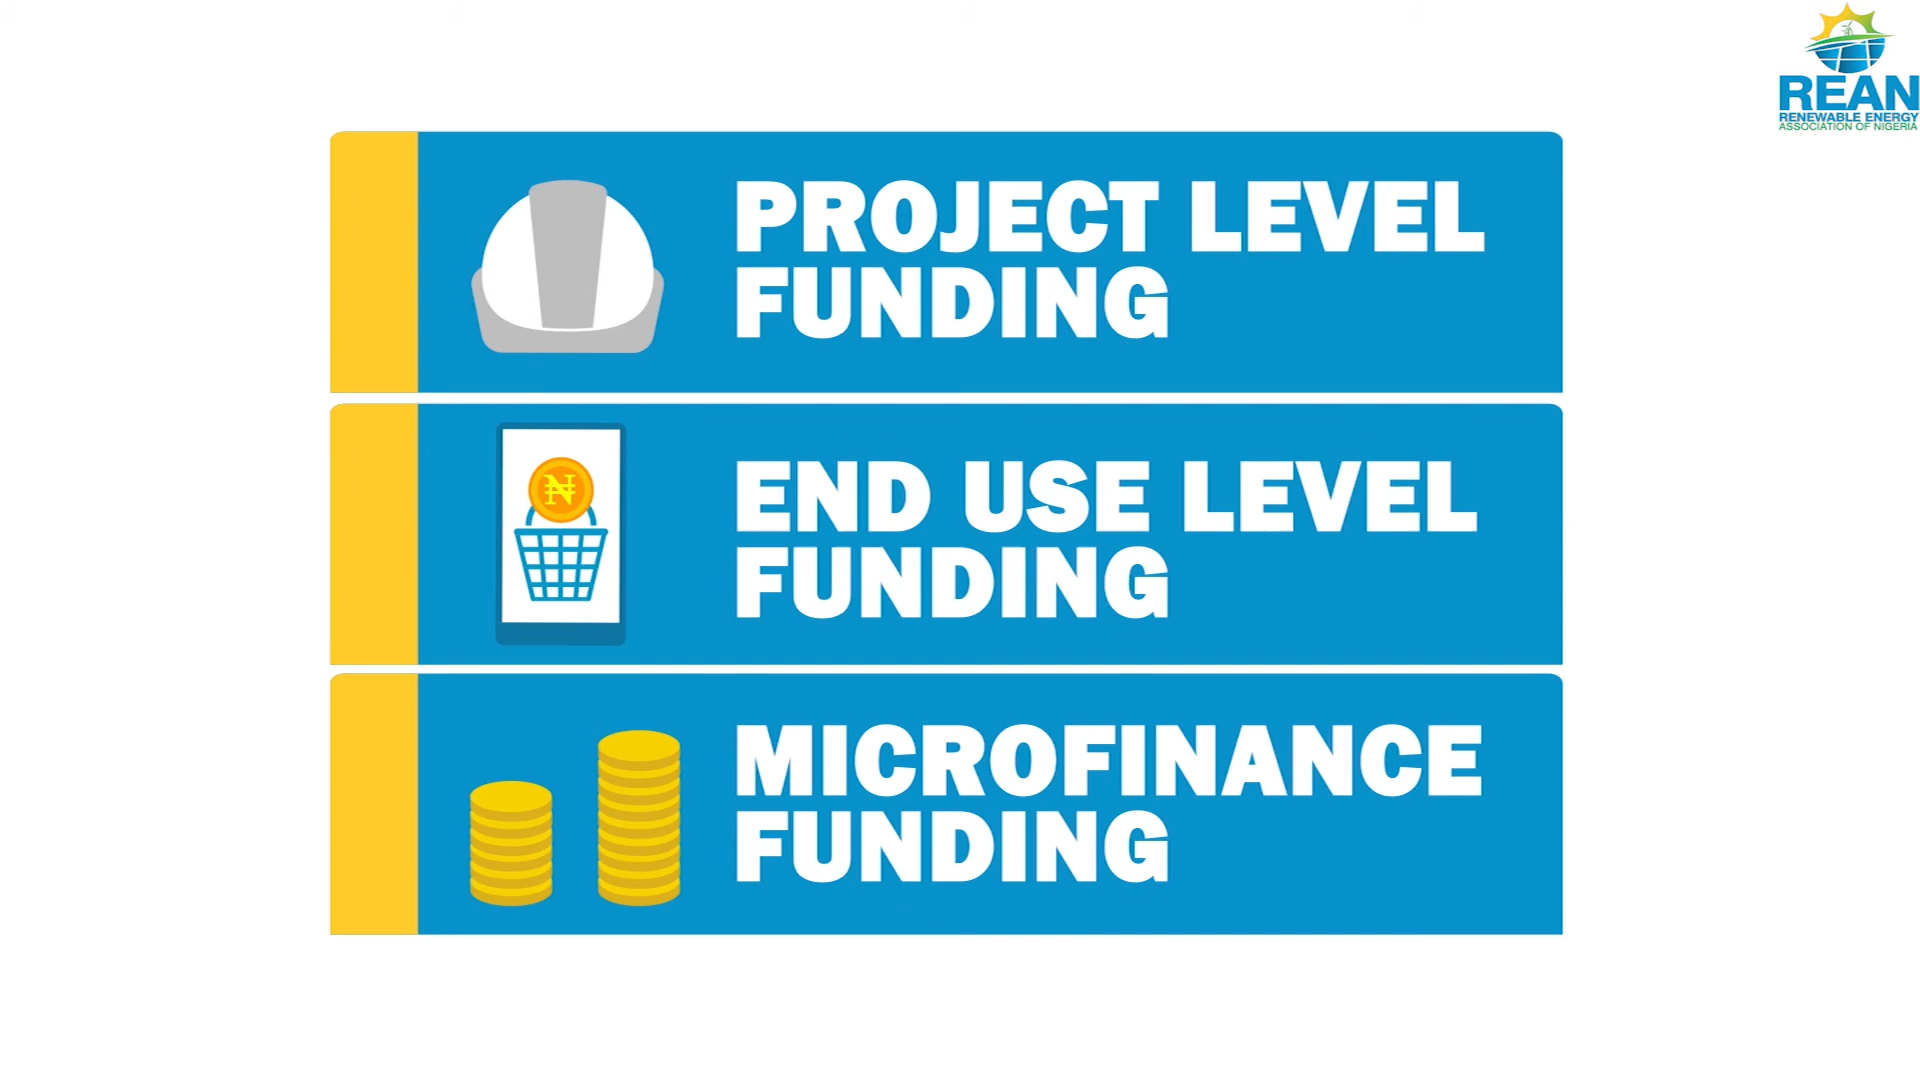 REAN
RENEWABLE ENERGY
ASSOCIATION OF NIGERIA
PROJECT LEVEL
FUNDING
₦
END USE LEVEL
FUNDING
MICROFINANCE
FUNDING